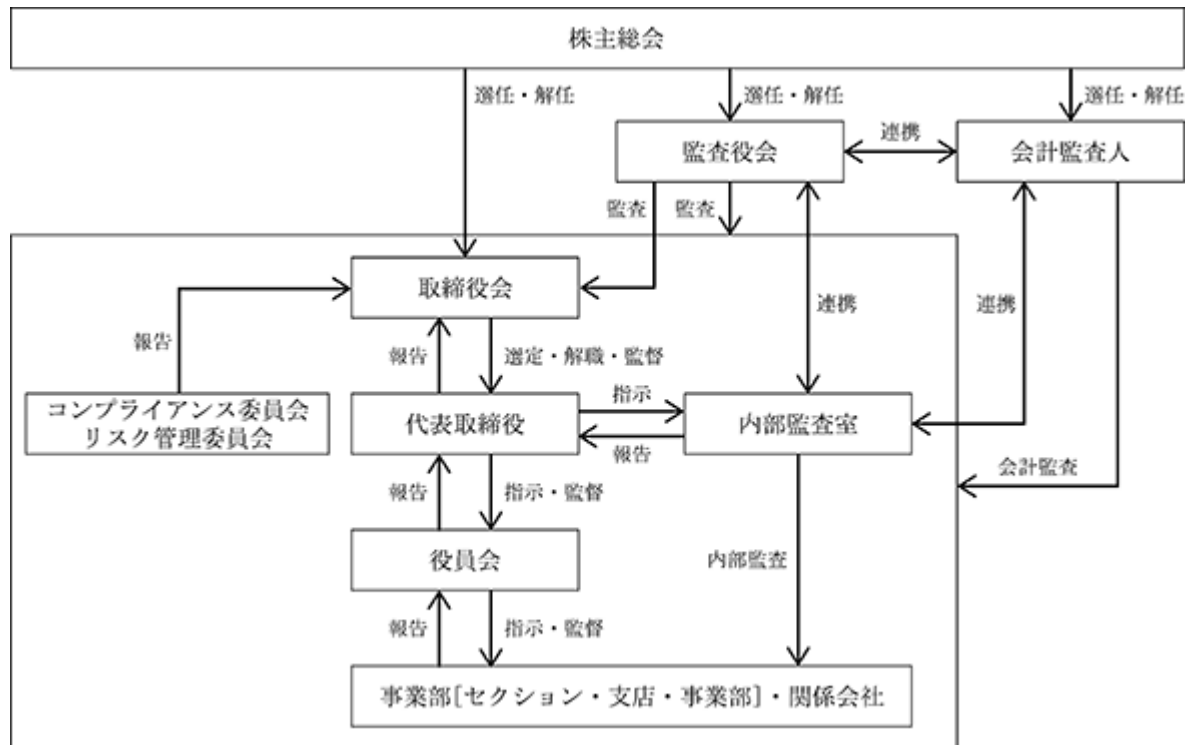 株主総会
選任・解任
選任・解任
選任・解任
監査役会
連携
会計監査人
監査
監査
取締役会
連携
連携
報告
報告
選定・解職・監督
コンプライアンス委員会
リスク管理委員会
代表取締役
指示
報告
内部監査室
会計監査
報告
指示・監督
役員会
内部監査
報告
指示・監督
事業部[セクション・支店・事業部]・関係会社